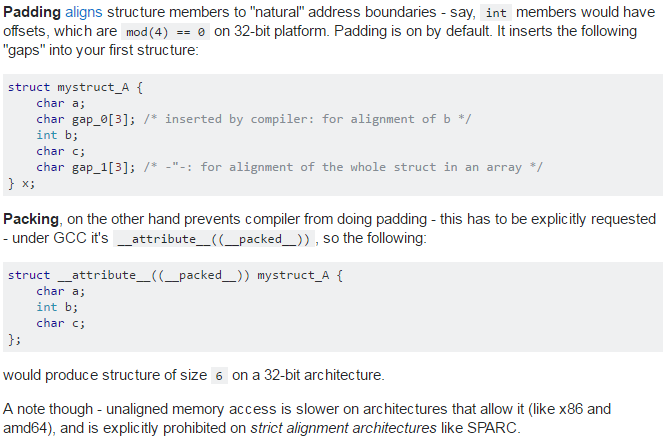 Padding aligns structure members to "natural" address boundaries - say, int members would have
offsets, which are mod(4) == 0 on 32-bit platform. Padding is on by default. It inserts the following
"gaps" into your first structure:
struct mystruct_A {
    char a;
    char gap_0[3]; /* inserted by compiler: for alignment of b */
    int b;
    char c;
    char gap_1[3]; /* -"-: for alignment of the whole struct in an array */
} x;
Packing, on the other hand prevents compiler from doing padding - this has to be explicitly requested
- under GCC it's __attribute__((__packed__)), so the following:
struct __attribute__((__packed__)) mystruct_A {
    char a;
    int b;
    char c;
};
would produce structure of size 6 on a 32-bit architecture.
A note though - unaligned memory access is slower on architectures that allow it (like x86 and
amd64), and is explicitly prohibited on strict alignment architectures like SPARC.